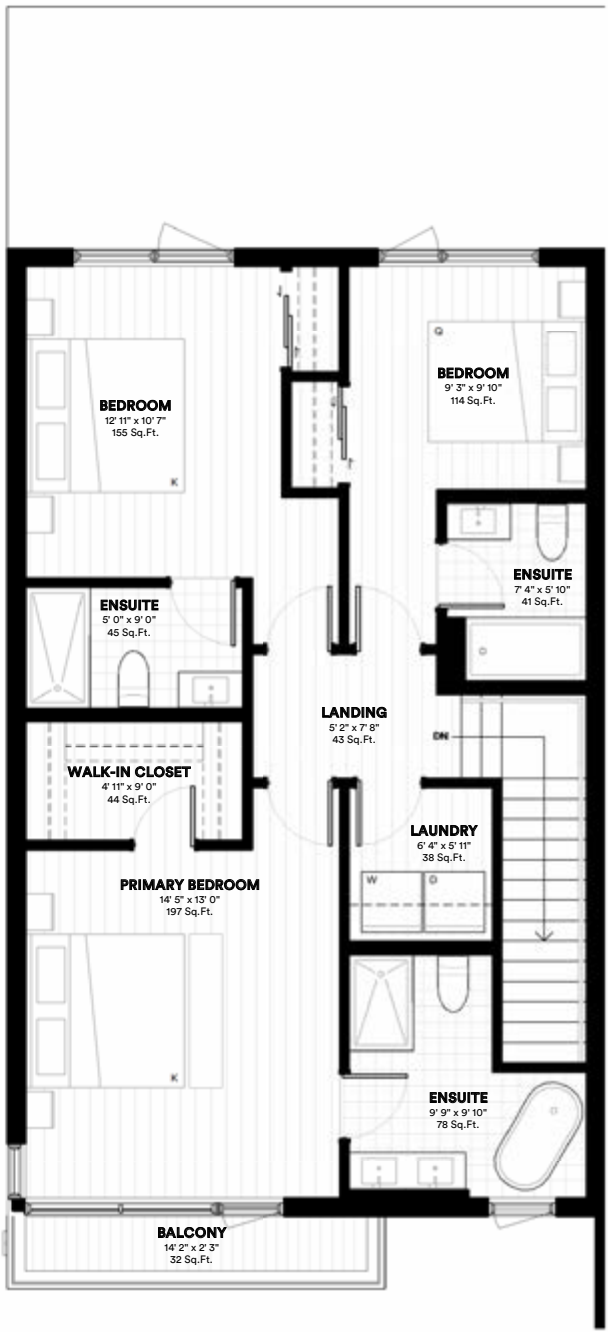 Q
BEDROOM
9' 3" x 9' 10"
114 Sq.Ft.
BEDROOM
12' 11" x 10' 7"
155 Sq.Ft.
K
ENSUITE
7' 4" x 5' 10"
41 Sq.Ft.
ENSUITE
5' 0" x 9' 0"
45 Sq.Ft.
LANDING
5' 2" x 7' 8"
43 Sq.Ft.
DN
WALK-IN CLOSET
4' 11" x 9' 0"
44 Sq.Ft.
LAUNDRY
6' 4" x 5' 11"
38 Sq.Ft.
W
D
PRIMARY BEDROOM
14' 5" x 13' 0"
197 Sq.Ft.
K
ENSUITE
9' 9" x 9' 10"
78 Sq.Ft.
BALCONY
14' 2" x 2' 3"
32 Sq.Ft.